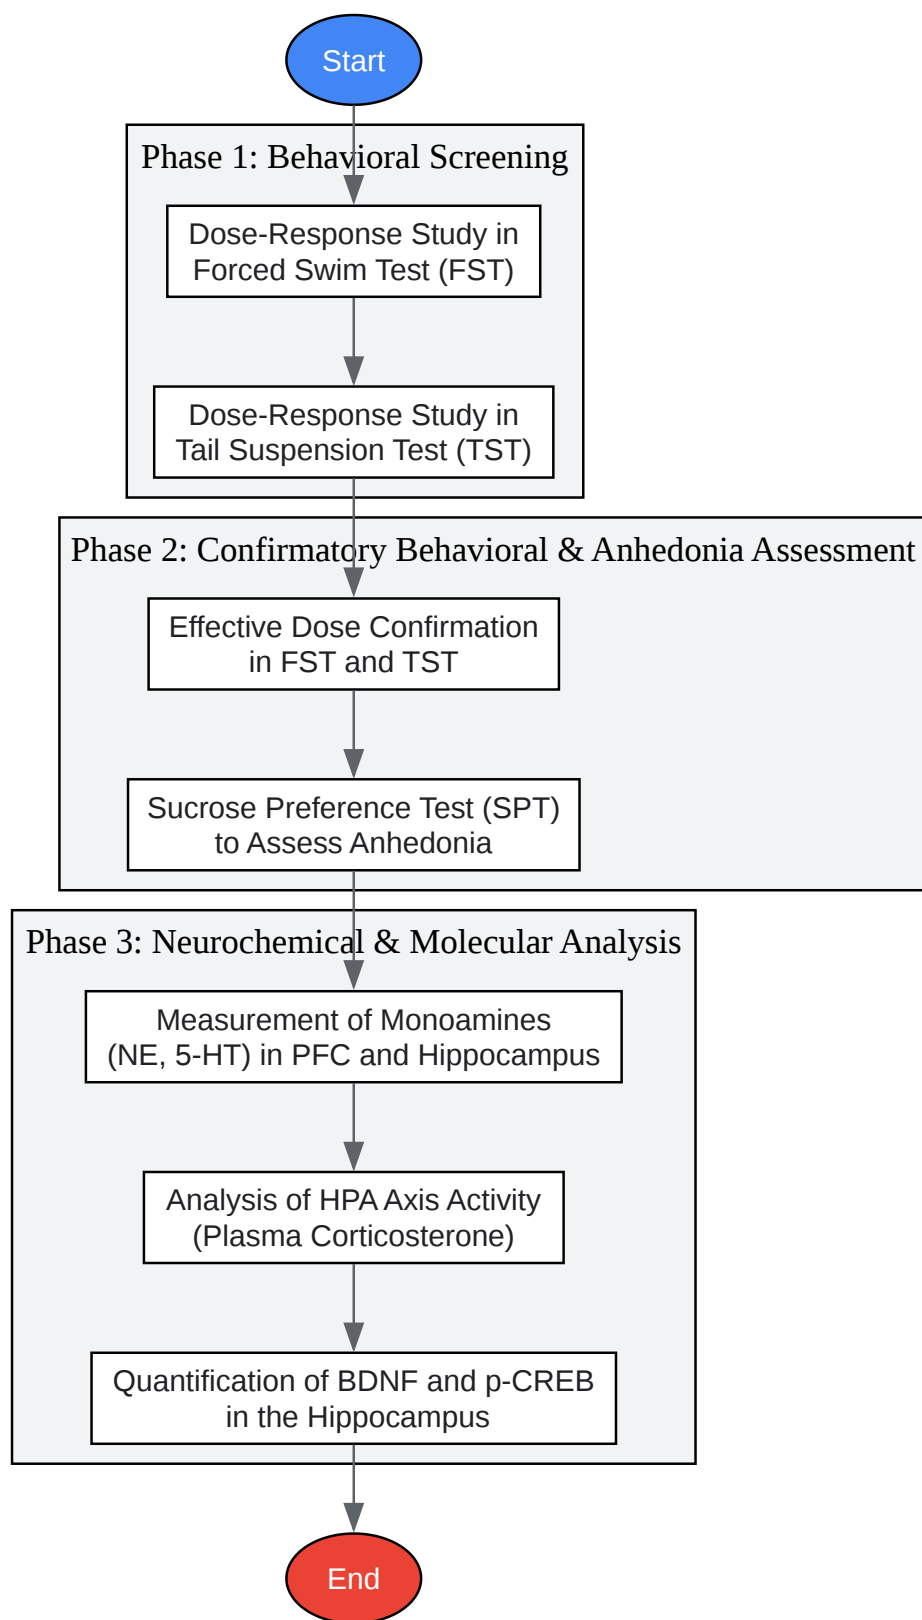 Start
Phase 1: Behavioral Screening
Dose-Response Study in
Forced Swim Test (FST)
Dose-Response Study in
Tail Suspension Test (TST)
Phase 2: Confirmatory Behavioral & Anhedonia Assessment
Effective Dose Confirmation
in FST and TST
Sucrose Preference Test (SPT)
to Assess Anhedonia
Phase 3: Neurochemical & Molecular Analysis
Measurement of Monoamines
(NE, 5-HT) in PFC and Hippocampus
Analysis of HPA Axis Activity
(Plasma Corticosterone)
Quantification of BDNF and p-CREB
in the Hippocampus
End